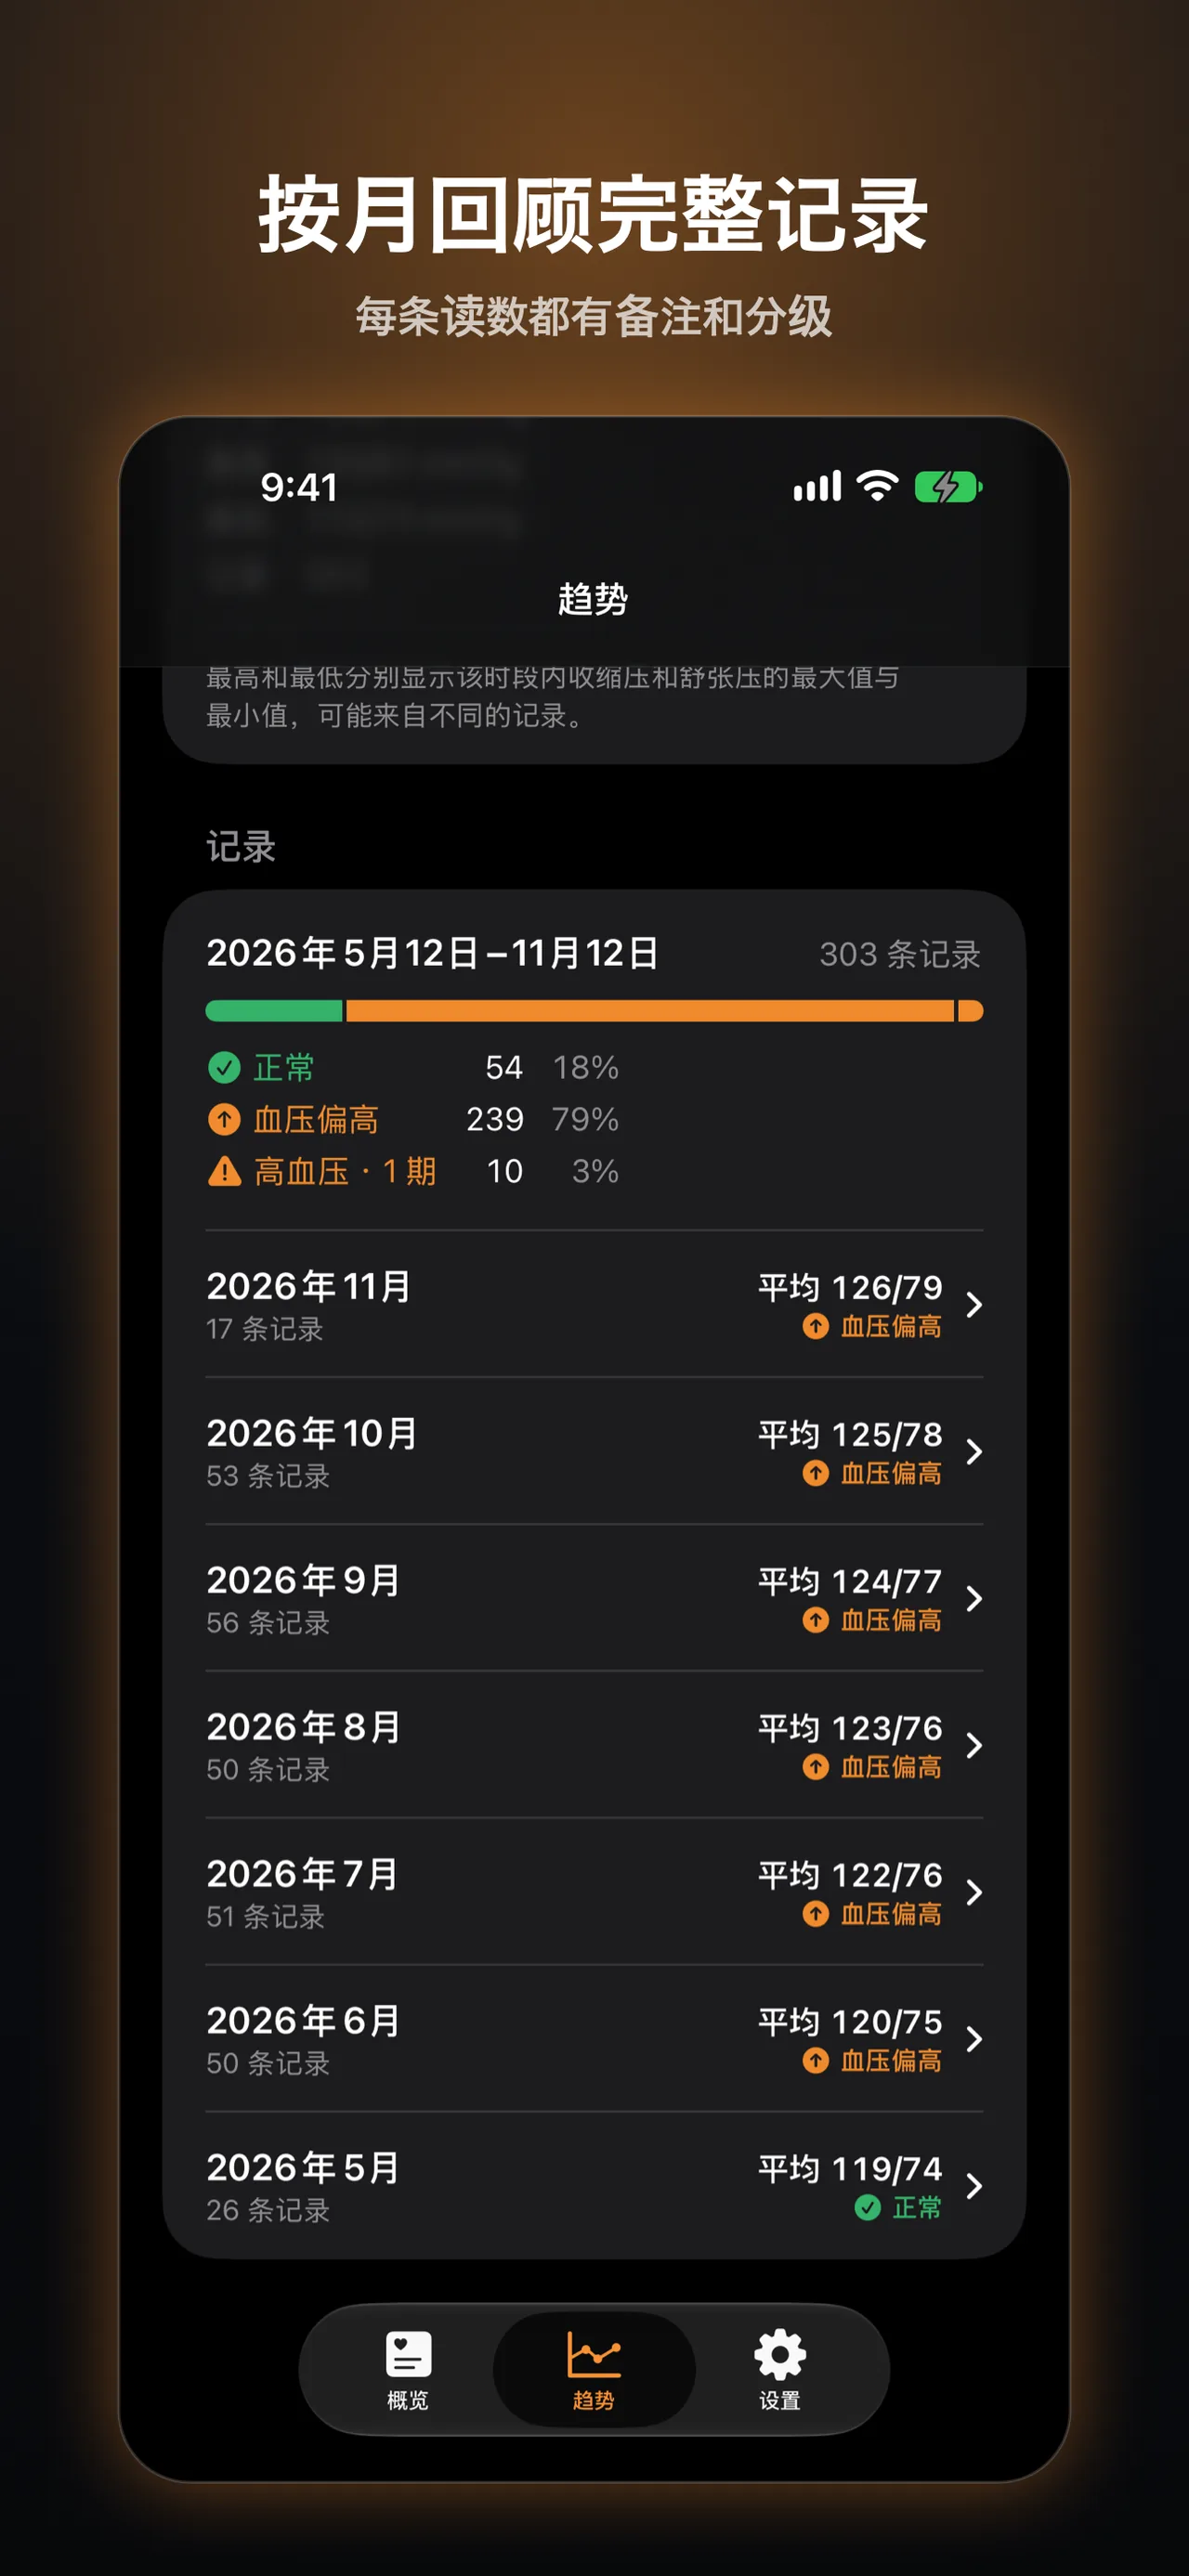 按月回顾完整记录
每条读数都有备注和分级
9:41
趋势
最高和最低分别显示该时段内收缩压和舒张压的最大值与
最小值，可能来自不同的记录。
记录
2026年5月12日–11月12日 303 条记录
正常 54 18%
血压偏高 239 79%
高血压 · 1 期 10 3%
2026年11月 平均 126/79
17 条记录 血压偏高
2026年10月 平均 125/78
53 条记录 血压偏高
2026年9月 平均 124/77
56 条记录 血压偏高
2026年8月 平均 123/76
50 条记录 血压偏高
2026年7月 平均 122/76
51 条记录 血压偏高
2026年6月 平均 120/75
50 条记录 血压偏高
2026年5月 平均 119/74
26 条记录 正常
概览 趋势 设置